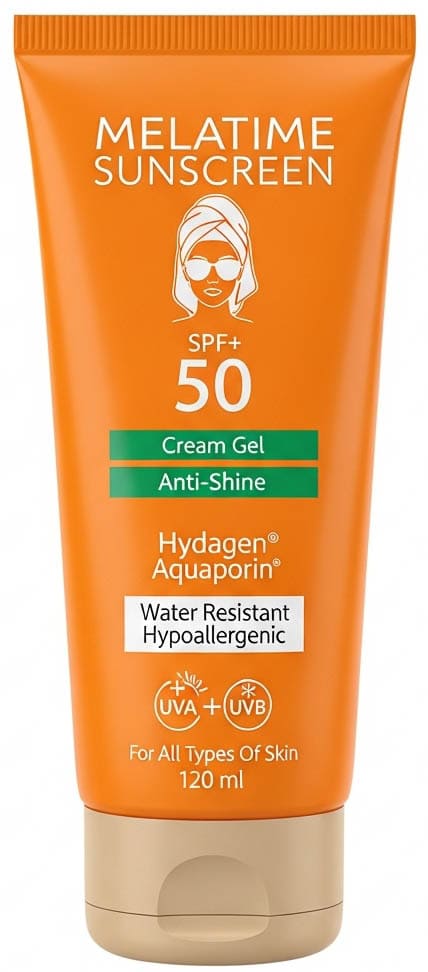 MELATIME
SUNSCREEN
SPF+
50
Cream Gel
Anti-Shine
Hydagen®
Aquaporin®
Water Resistant
Hypoallergenic
UVA + UVB
For All Types Of Skin
120 ml